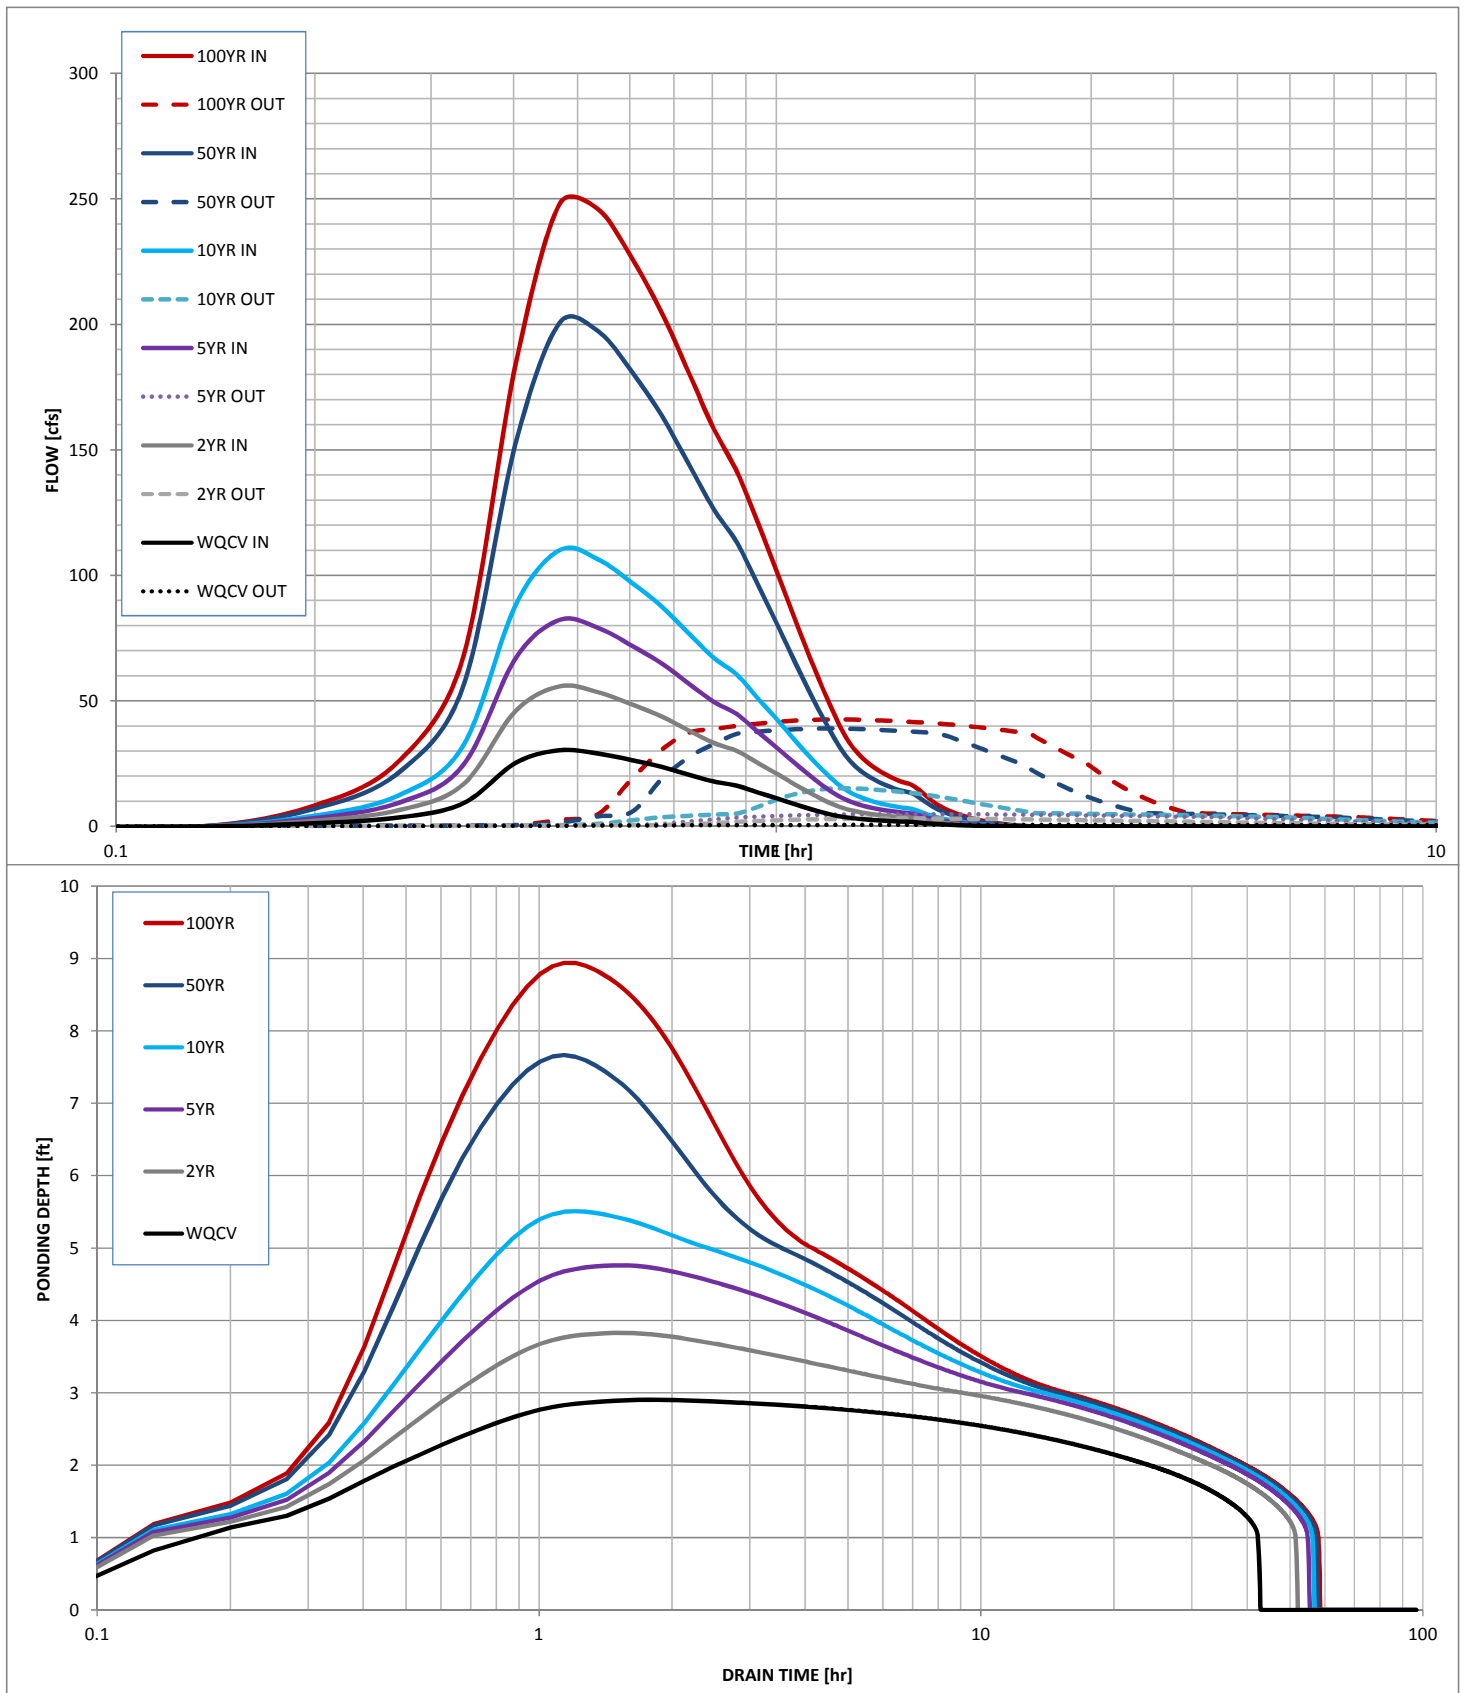 100YR IN
100YR OUT
50YR IN
50YR OUT
10YR IN
10YR OUT
5YR IN
5YR OUT
2YR IN
2YR OUT
WQCV IN
WQCV OUT
FLOW [cfs]
300
250
200
150
100
50
0
0.1
1
10
TIME [hr]
100YR
50YR
10YR
5YR
2YR
WQCV
PONDING DEPTH [ft]
10
9
8
7
6
5
4
3
2
1
0
0.1
1
10
100
DRAIN TIME [hr]